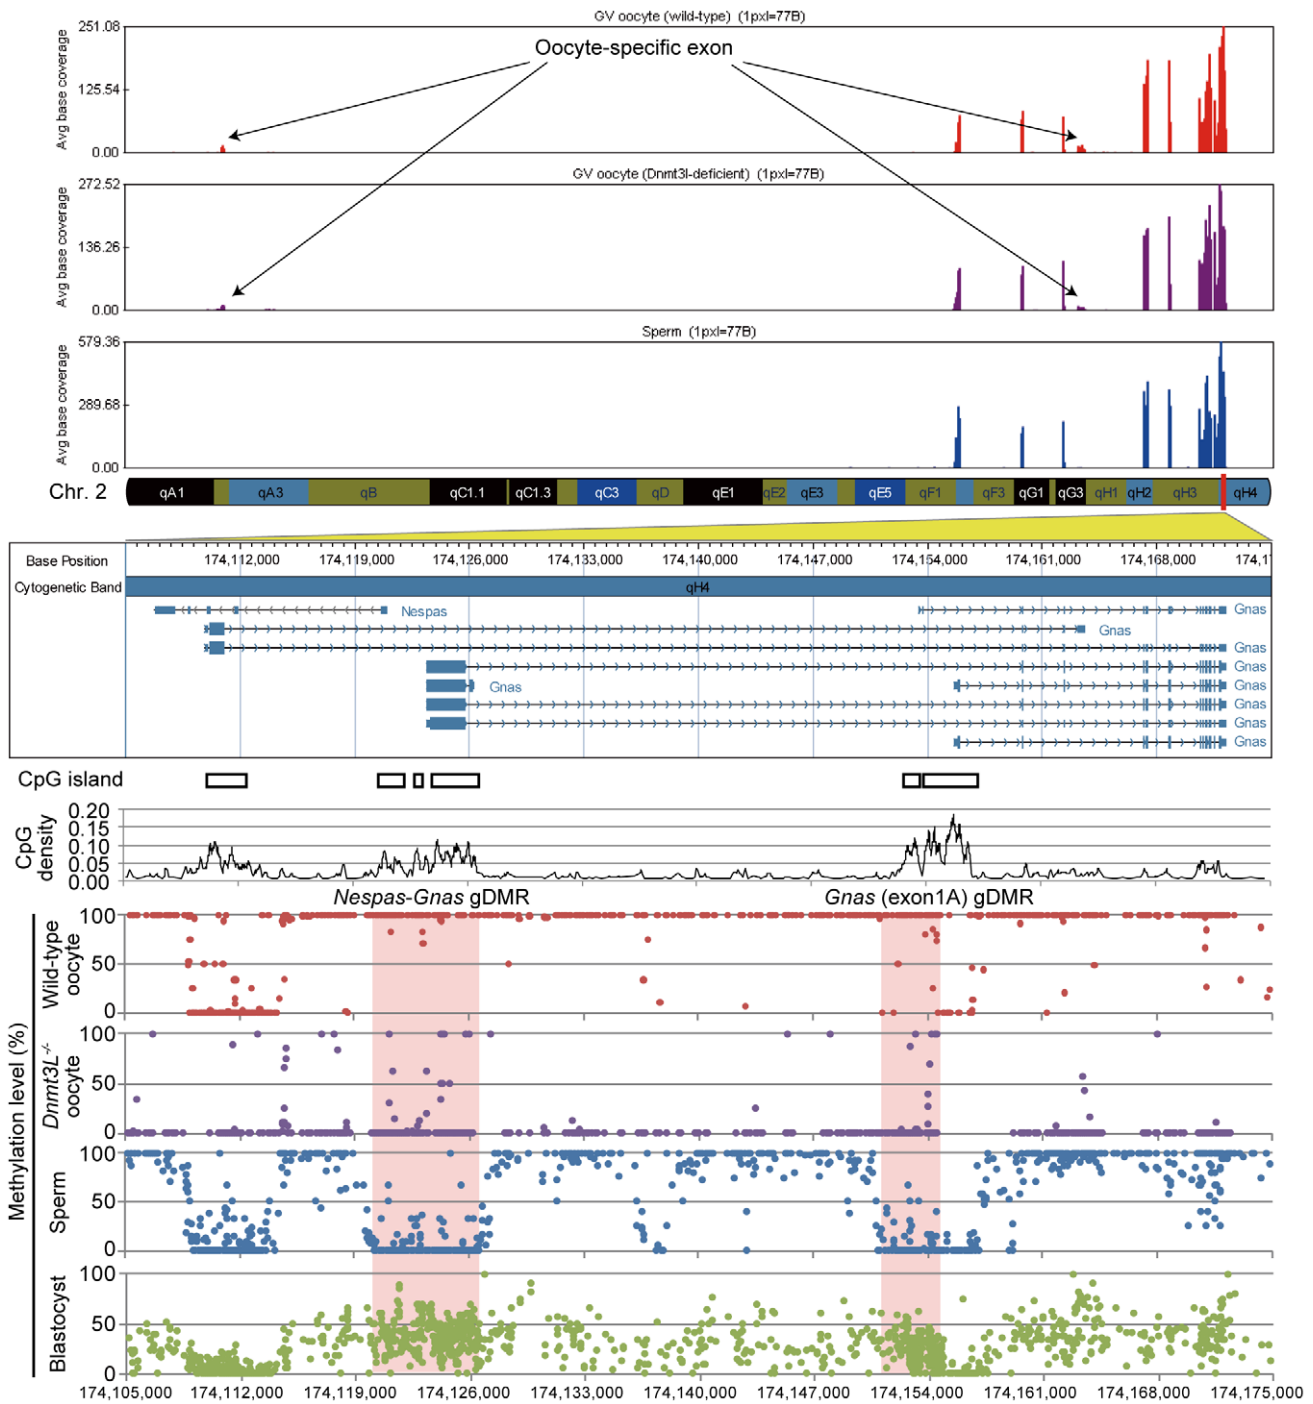 GV oocyte (wild-type) (1pxl=77B)
251.08
125.54
0.00
Avg base coverage
Oocyte-specific exon
GV oocyte (Dnmt3l-deficient) (1pxl=77B)
272.52
136.26
0.00
Avg base coverage
Sperm (1pxl=77B)
579.36
289.68
0.00
Avg base coverage
Chr. 2
qA1 qA3 qB qC1.1 qC1.3 qC3 qD qE1 qE2 qE3 qE5 qF1 qF3 qG1 qG3 qH1 qH2 qH3 qH4
Base Position 174,112,000 174,119,000 174,126,000 174,133,000 174,140,000 174,147,000 174,154,000 174,161,000 174,168,000 174,1
Cytogenetic Band qH4
Nespas Gnas
Gnas
Gnas
Gnas
Gnas Gnas
Gnas
Gnas
Gnas
CpG island
CpG density
0.20
0.15
0.10
0.05
0.00
Nespas-Gnas gDMR Gnas (exon1A) gDMR
Methylation level (%)
Wild-type oocyte
100
50
0
Dnmt3L-/- oocyte
100
50
0
Sperm
100
50
0
Blastocyst
100
50
0
174,105,000 174,112,000 174,119,000 174,126,000 174,133,000 174,140,000 174,147,000 174,154,000 174,161,000 174,168,000 174,175,000